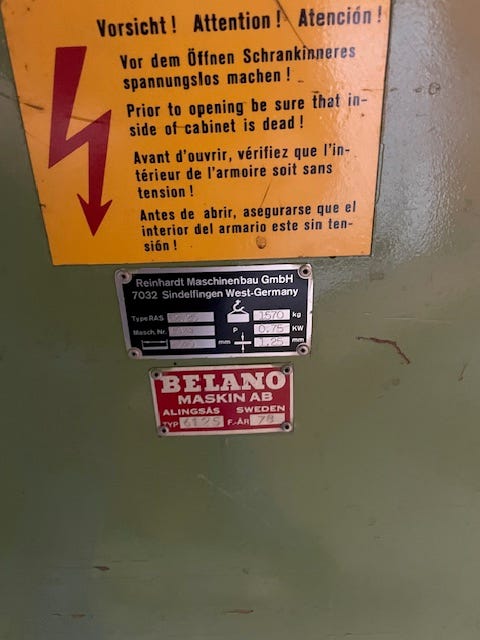 Vorsicht! Attention! Atención!
Vor dem Öffnen Schrankinneres
spannungslos machen!
Prior to opening be sure that in-
side of cabinet is dead!
Avant d'ouvrir, vérifiez que l'in-
térieur de l'armoire soit sans
tension!
Antes de abrir, asegurarse que el
interior del armario este sin ten-
sión!
Reinhardt Maschinenbau GmbH
7032 Sindelfingen West-Germany
Type RAS 1570 kg
Masch. Nr. P 0.75 KW
mm 1.25 mm
BELANO
MASKIN AB
ALINGSÅS SWEDEN
TYP 6125 F.-ÅR 78